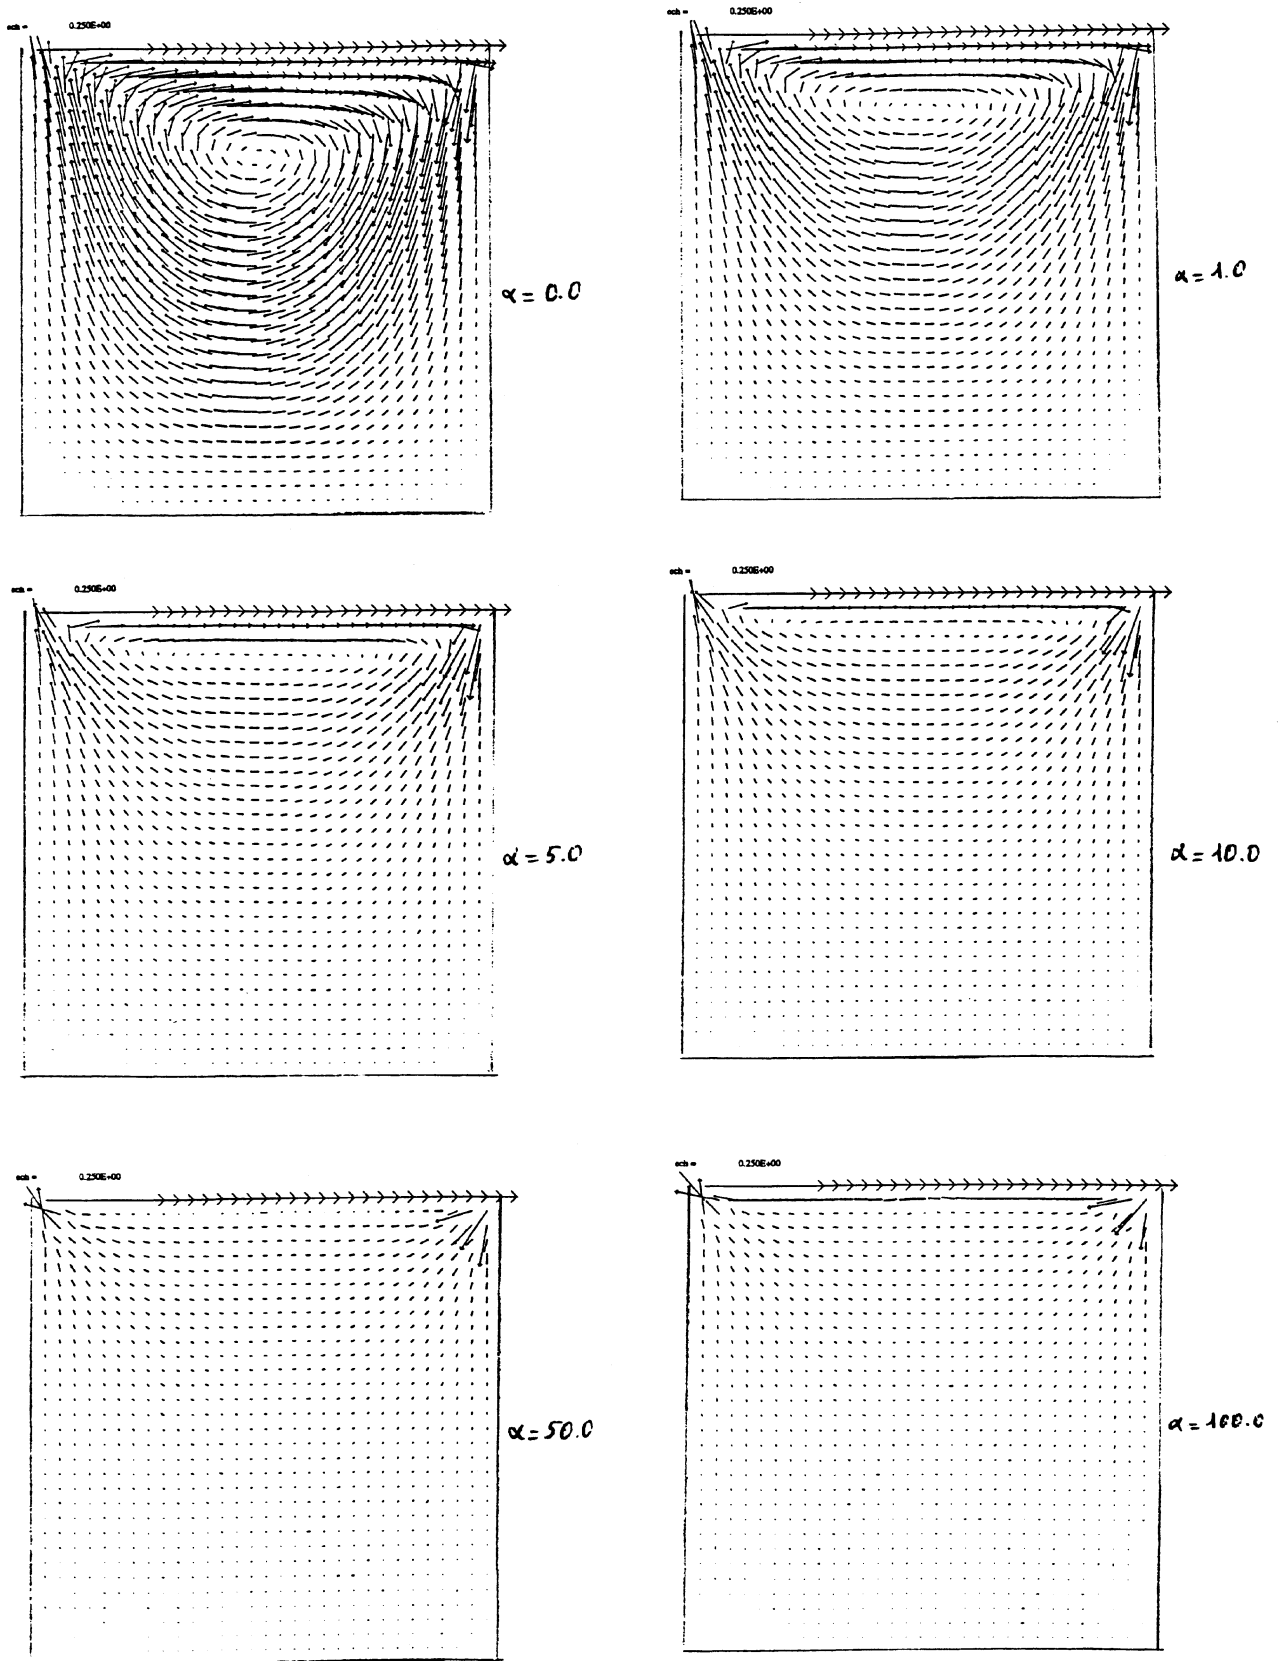 ech = 0.250E+00
ech = 0.250E+00
α = 0.0
α = 1.0
ech = 0.250E+00
ech = 0.250E+00
α = 5.0
α = 10.0
ech = 0.250E+00
ech = 0.250E+00
α = 50.0
α = 100.0